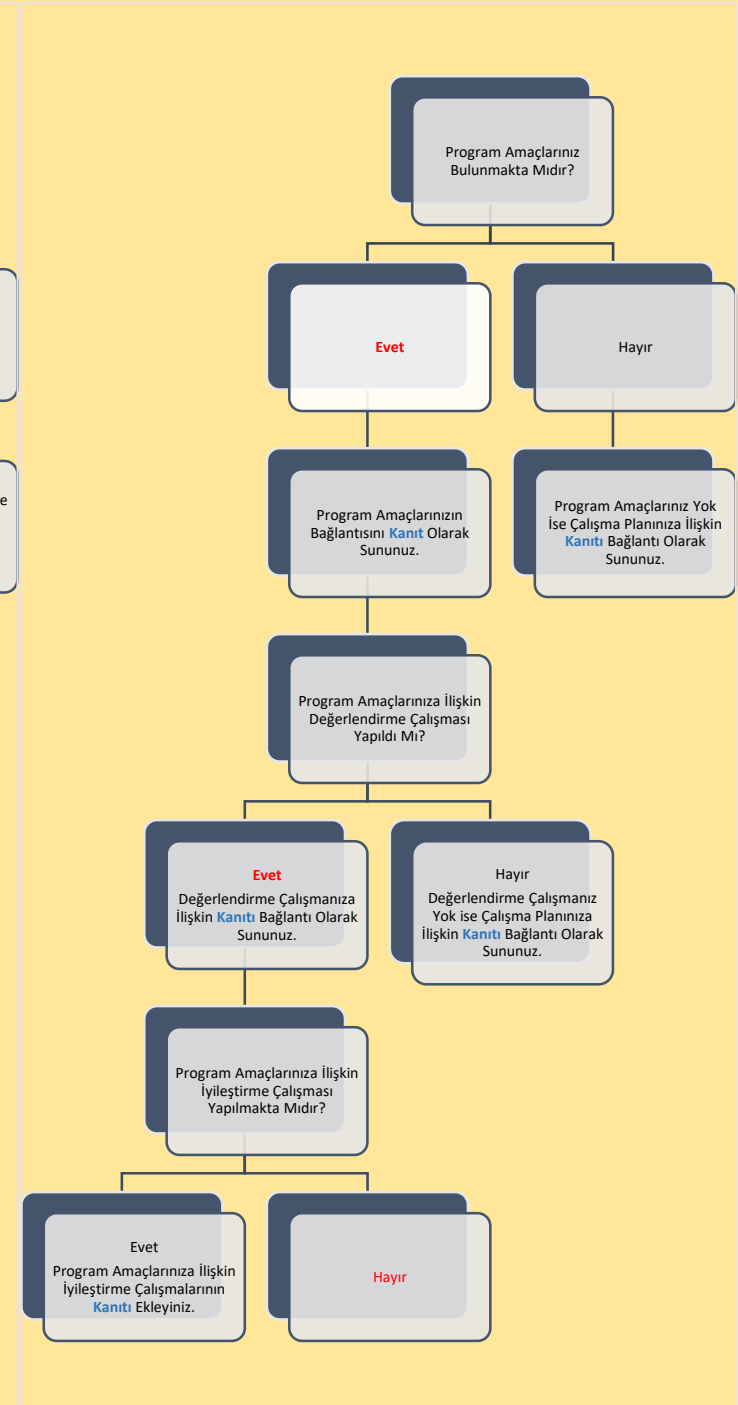 Program Amaçlarınız
Bulunmakta Mıdır?
Evet
Hayır
Program Amaçlarınızın
Bağlantısını Kanıt Olarak
Sununuz.
Program Amaçlarınız Yok
İse Çalışma Planınıza İlişkin
Kanıtı Bağlantı Olarak
Sununuz.
e
Program Amaçlarınıza İlişkin
Değerlendirme Çalışması
Yapıldı Mı?
Evet
Değerlendirme Çalışmanıza
İlişkin Kanıtı Bağlantı Olarak
Sununuz.
Hayır
Değerlendirme Çalışmanız
Yok ise Çalışma Planınıza
İlişkin Kanıtı Bağlantı Olarak
Sununuz.
Program Amaçlarınıza İlişkin
İyileştirme Çalışması
Yapılmakta Mıdır?
Evet
Program Amaçlarınıza İlişkin
İyileştirme Çalışmalarının
Kanıtı Ekleyiniz.
Hayır